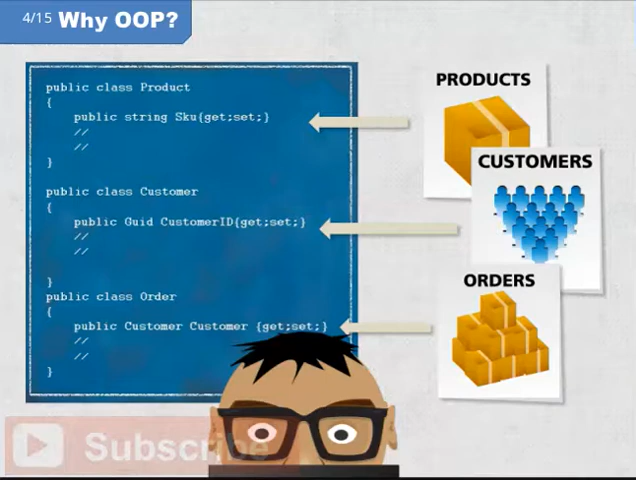 4/15 Why OOP?
public class Product
{
public string Sku{get;set;}
//
//
}
public class Customer
{
public Guid CustomerID{get;set;}
//
//
}
public class Order
{
public Customer Customer {get;set;}
//
//
}
PRODUCTS
CUSTOMERS
ORDERS
Subscribe